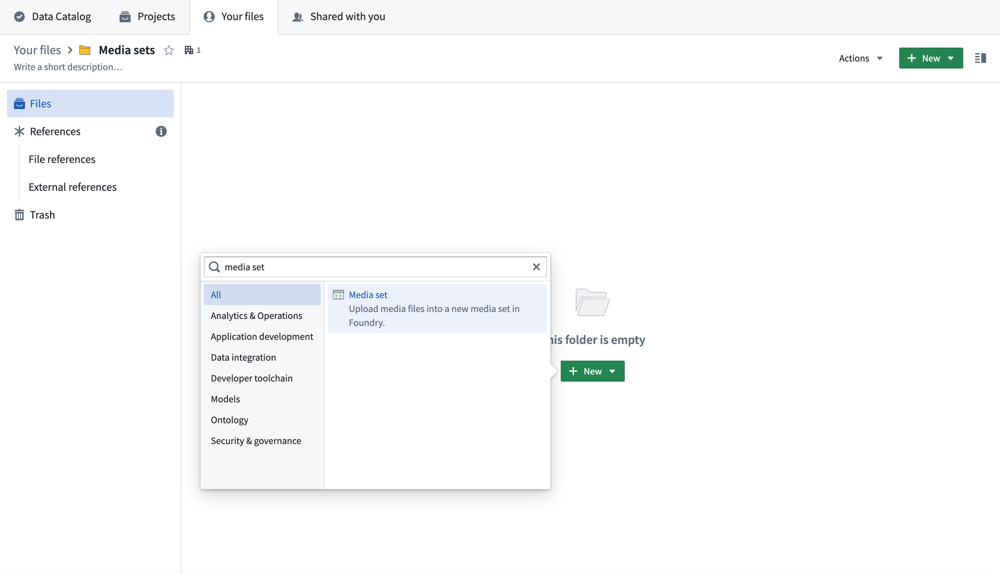 Data Catalog
Projects
Your files
Shared with you
Your files
Media sets
1
Write a short description…
Actions
New
Files
References
File references
External references
Trash
media set
All
Analytics & Operations
Application development
Data integration
Developer toolchain
Models
Ontology
Security & governance
Media set
Upload media files into a new media set in
Foundry.
his folder is empty
New